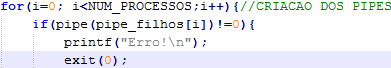 for(i=0; i<NUM_PROCESSOS;i++){//CRIACAO DOS PIPES
if(pipe(pipe_filhos[i])!=0){
printf("Erro!\n");
exit(0);